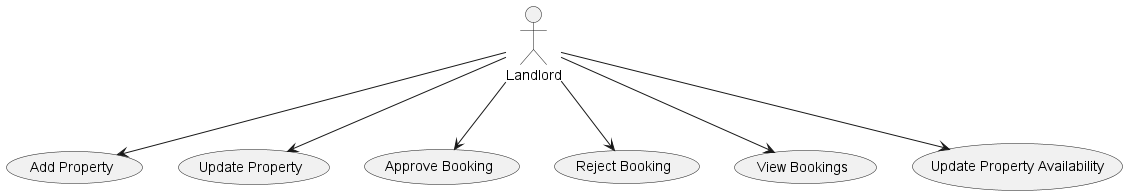 Landlord
Add Property
Update Property
Approve Booking
Reject Booking
View Bookings
Update Property Availability